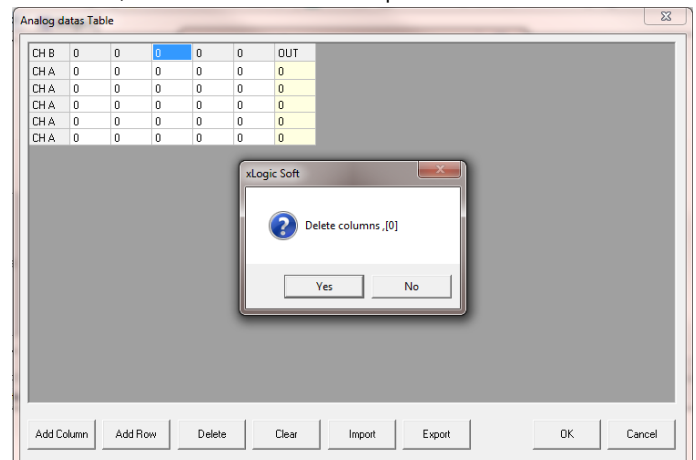 Analog datas Table
CH B 0 0 0 0 0 OUT
CH A 0 0 0 0 0 0
CH A 0 0 0 0 0 0
CH A 0 0 0 0 0 0
CH A 0 0 0 0 0 0
CH A 0 0 0 0 0 0
xLogic Soft
Delete columns ,[0]
Yes No
Add Column Add Row Delete Clear Import Export OK Cancel